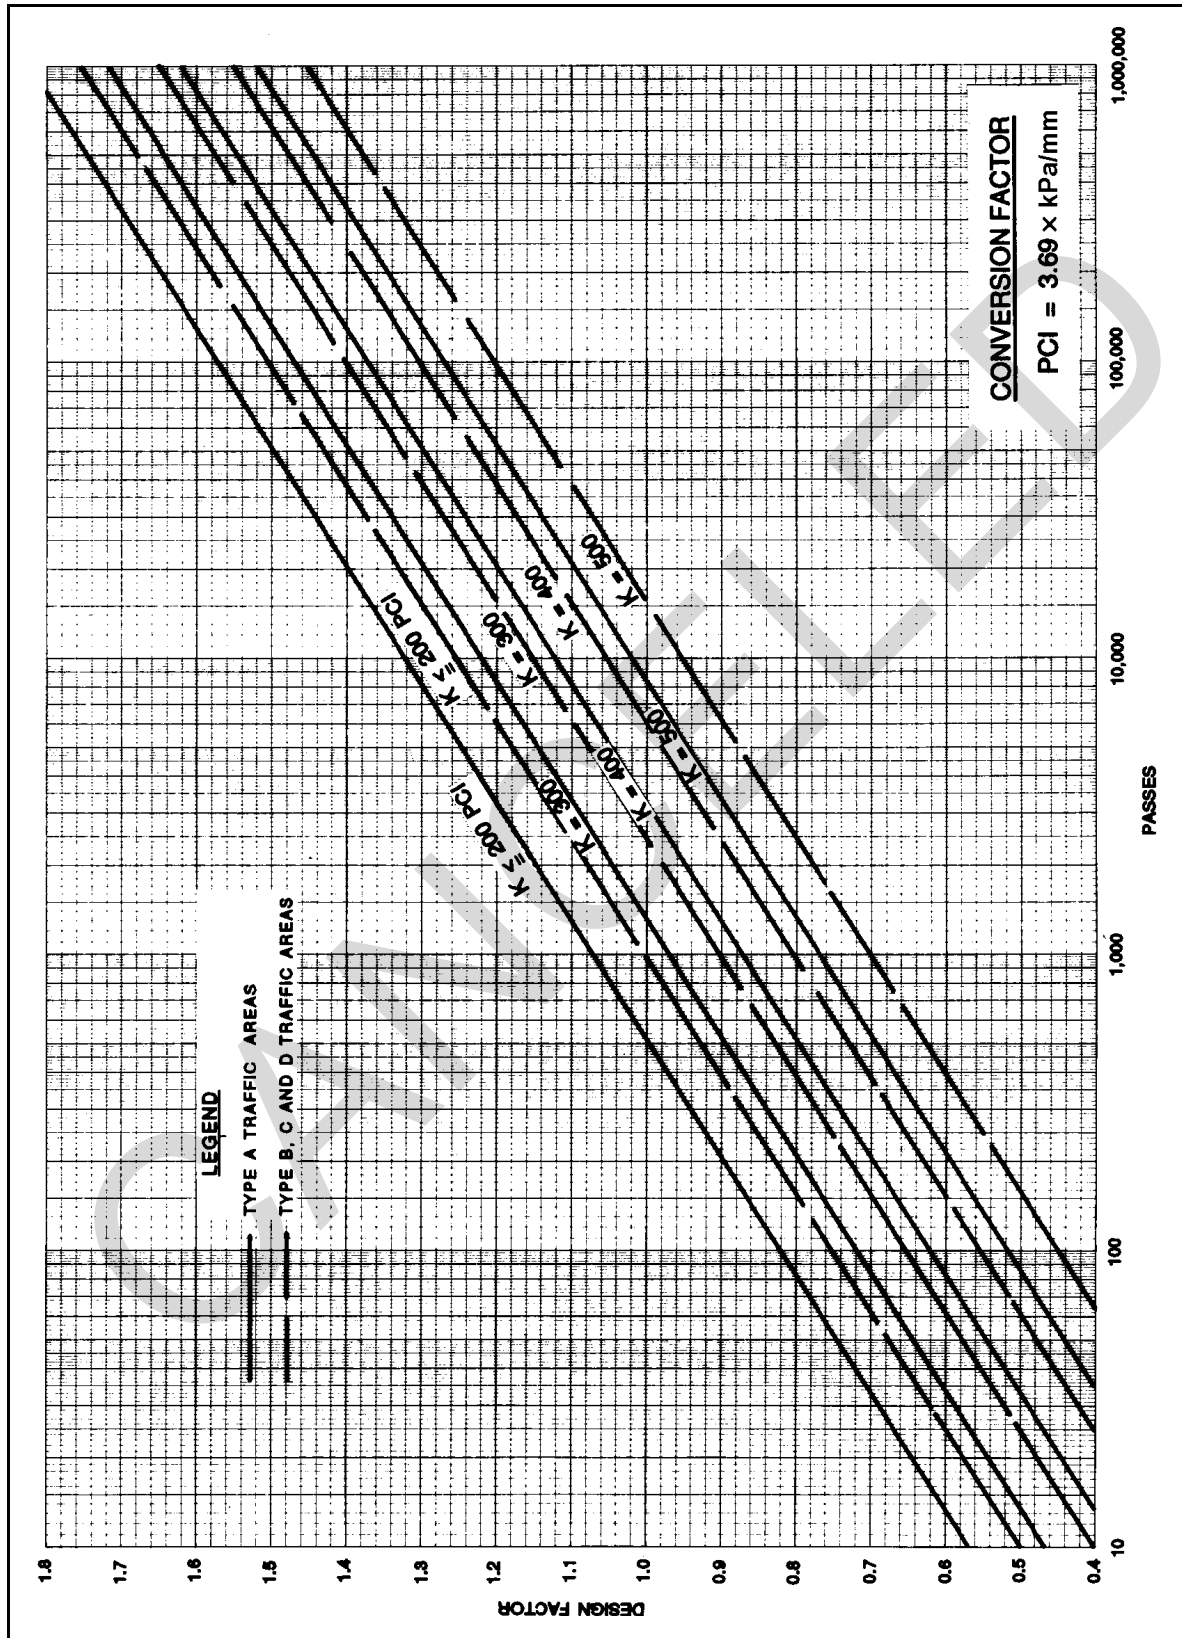 LEGEND
TYPE A TRAFFIC AREAS
TYPE B, C AND D TRAFFIC AREAS
DESIGN FACTOR
1.8
1.7
1.6
1.5
1.4
1.3
1.2
1.1
1.0
0.9
0.8
0.7
0.6
0.5
0.4
K ≤ 200 PCI
K ≤ 200 PCI
K = 300
K = 300
K = 400
K = 400
K = 500
K = 500
CONVERSION FACTOR
PCI = 3.69 × kPa/mm
10
100
1,000
10,000
100,000
1,000,000
PASSES
CANCELED